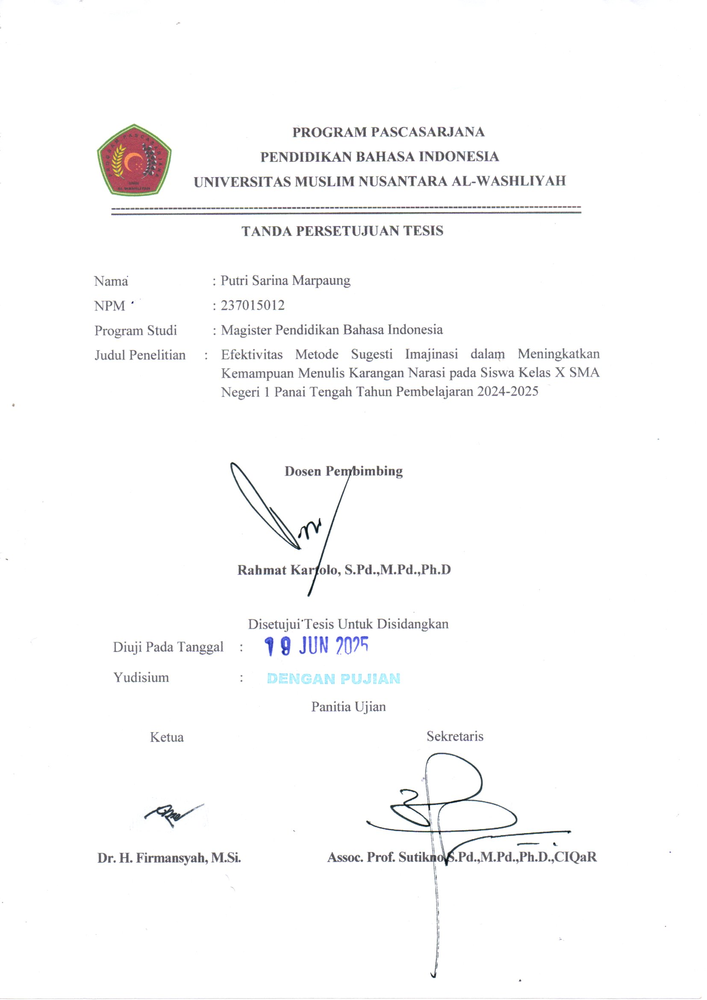 PROGRAM PASCASARJANA
UMN
AL WASHLIYAH
PROGRAM PASCASARJANA
PENDIDIKAN BAHASA INDONESIA
UNIVERSITAS MUSLIM NUSANTARA AL-WASHLIYAH
TANDA PERSETUJUAN TESIS
Nama : Putri Sarina Marpaung
NPM : 237015012
Program Studi : Magister Pendidikan Bahasa Indonesia
Judul Penelitian : Efektivitas Metode Sugesti Imajinasi dalam Meningkatkan
Kemampuan Menulis Karangan Narasi pada Siswa Kelas X SMA
Negeri 1 Panai Tengah Tahun Pembelajaran 2024-2025
Dosen Pembimbing
Rahmat Kartolo, S.Pd.,M.Pd.,Ph.D
Disetujui Tesis Untuk Disidangkan
Diuji Pada Tanggal : 19 JUN 2025
Yudisium : DENGAN PUJIAN
Panitia Ujian
Ketua Sekretaris
Dr. H. Firmansyah, M.Si. Assoc. Prof. Sutikno S.Pd.,M.Pd.,Ph.D.,CIQaR